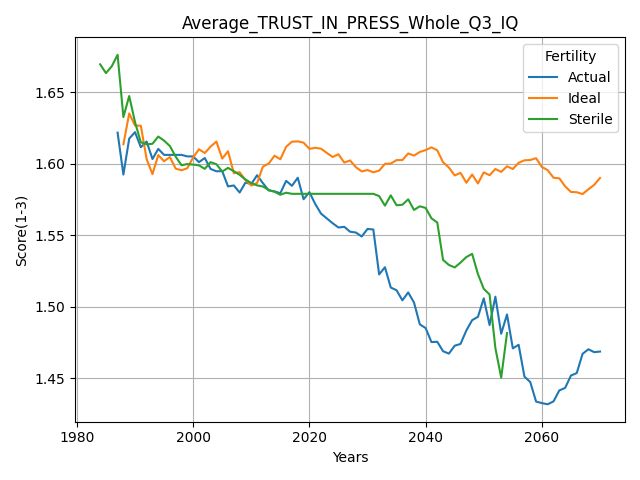 Average_TRUST_IN_PRESS_Whole_Q3_IQ
Fertility
Actual
Ideal
Sterile
Score(1-3)
1.65
1.60
1.55
1.50
1.45
1980
2000
2020
2040
2060
Years